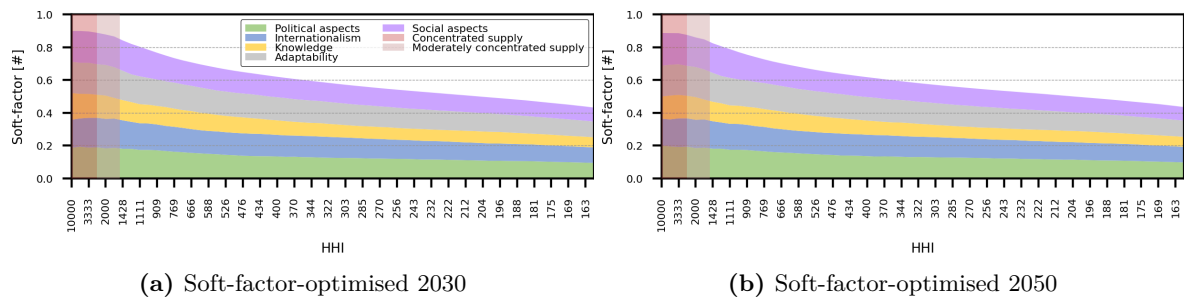 Soft-factor [#]
1.0
0.8
0.6
0.4
0.2
0.0
Political aspects
Internationalism
Knowledge
Adaptability
Social aspects
Concentrated supply
Moderately concentrated supply
10000 3333 2000 1428 1111 909 769 666 588 526 476 434 400 370 344 322 303 285 270 256 243 232 222 212 204 196 188 181 175 169 163
HHI
(a) Soft-factor-optimised 2030
Soft-factor [#]
1.0
0.8
0.6
0.4
0.2
0.0
10000 3333 2000 1428 1111 909 769 666 588 526 476 434 400 370 344 322 303 285 270 256 243 232 222 212 204 196 188 181 175 169 163
HHI
(b) Soft-factor-optimised 2050